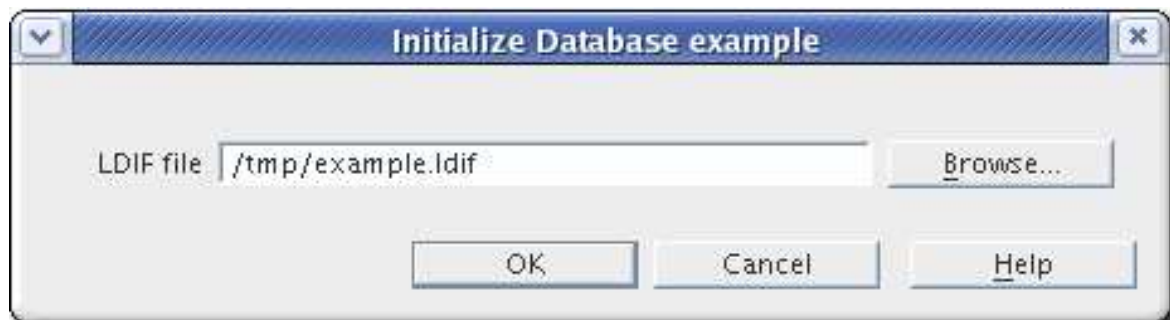 Initialize Database example
LDIF file /tmp/example.ldif Browse...
OK Cancel Help